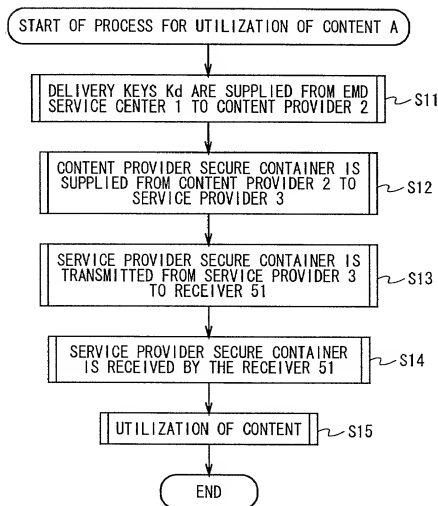 START OF PROCESS FOR UTILIZATION OF CONTENT A
DELIVERY KEYS Kd ARE SUPPLIED FROM EMD
SERVICE CENTER 1 TO CONTENT PROVIDER 2
S11
CONTENT PROVIDER SECURE CONTAINER IS
SUPPLIED FROM CONTENT PROVIDER 2 TO
SERVICE PROVIDER 3
S12
SERVICE PROVIDER SECURE CONTAINER IS
TRANSMITTED FROM SERVICE PROVIDER 3
TO RECEIVER 51
S13
SERVICE PROVIDER SECURE CONTAINER
IS RECEIVED BY THE RECEIVER 51
S14
UTILIZATION OF CONTENT
S15
END